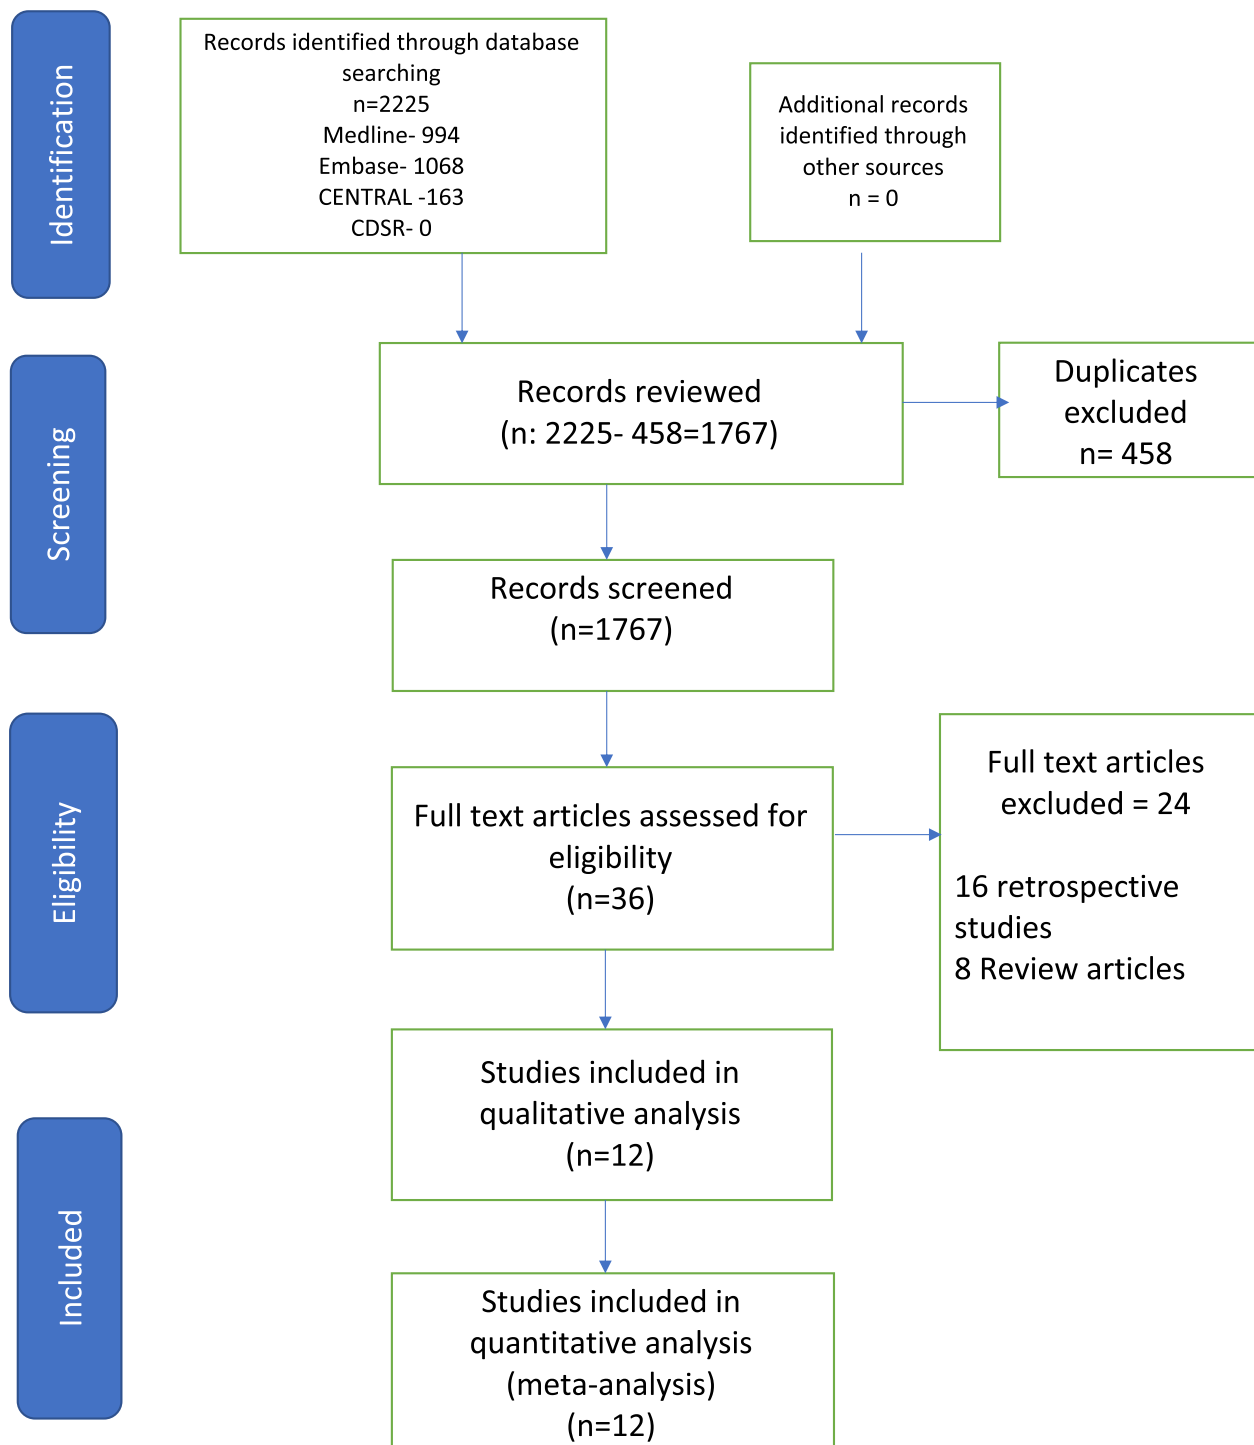 Identification
Records identified through database
searching
n=2225
Medline- 994
Embase- 1068
CENTRAL -163
CDSR- 0
Additional records
identified through
other sources
n = 0
Screening
Records reviewed
(n: 2225- 458=1767)
Duplicates
excluded
n= 458
Records screened
(n=1767)
Eligibility
Full text articles assessed for
eligibility
(n=36)
Full text articles
excluded = 24
16 retrospective
studies
8 Review articles
Included
Studies included in
qualitative analysis
(n=12)
Studies included in
quantitative analysis
(meta-analysis)
(n=12)